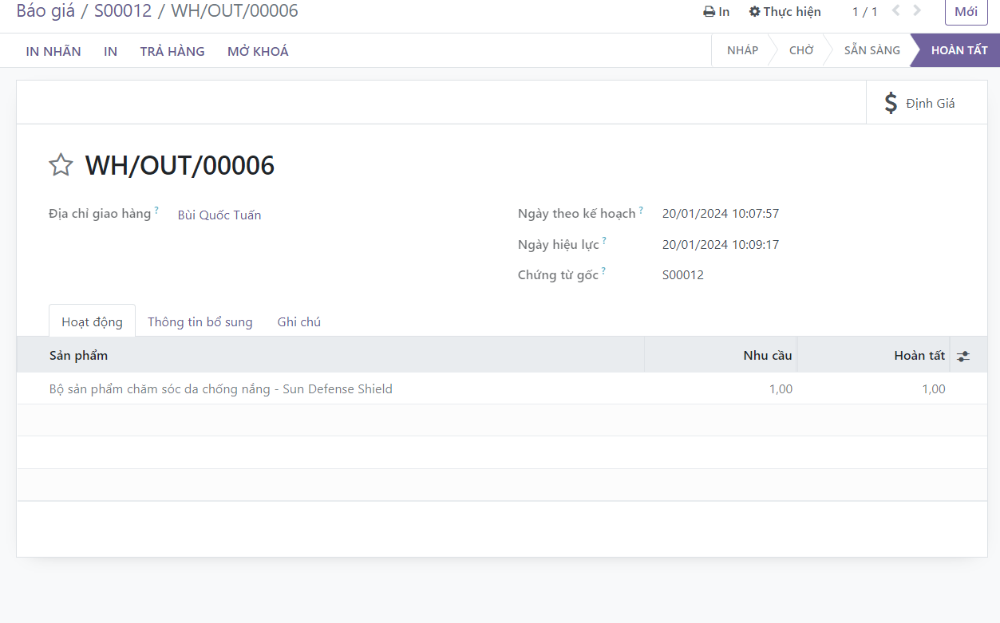 Báo giá / S00012 / WH/OUT/00006
In Thực hiện 1 / 1 Mới
IN NHÃN IN TRẢ HÀNG MỞ KHOÁ
NHÁP CHỜ SẴN SÀNG HOÀN TẤT
$ Định Giá
WH/OUT/00006
Địa chỉ giao hàng ? Bùi Quốc Tuấn
Ngày theo kế hoạch ? 20/01/2024 10:07:57
Ngày hiệu lực ? 20/01/2024 10:09:17
Chứng từ gốc ? S00012
Hoạt động Thông tin bổ sung Ghi chú
Sản phẩm Nhu cầu Hoàn tất
Bộ sản phẩm chăm sóc da chống nắng - Sun Defense Shield 1,00 1,00